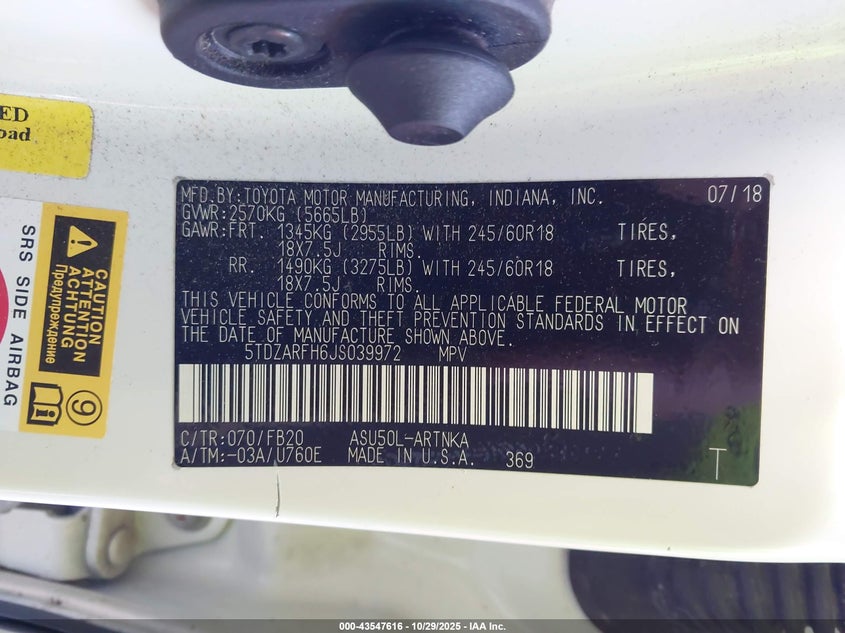 ED
oad
SRS SIDE AIRBAG
CAUTION
ATTENTION
ACHTUNG
Предупреждение
9
MFD.BY:TOYOTA MOTOR MANUFACTURING, INDIANA, INC. 07/18
GVWR:2570KG (5665LB)
GAWR:FRT. 1345KG (2955LB) WITH 245/60R18 TIRES,
18X7.5J RIMS.
RR. 1490KG (3275LB) WITH 245/60R18 TIRES,
18X7.5J RIMS.
THIS VEHICLE CONFORMS TO ALL APPLICABLE FEDERAL MOTOR
VEHICLE SAFETY AND THEFT PREVENTION STANDARDS IN EFFECT ON
THE DATE OF MANUFACTURE SHOWN ABOVE.
5TDZARFH6JS039972 MPV
C/TR:070/FB20 ASU50L-ARTNKA
A/TM:-03A/U760E MADE IN U.S.A. 369 T
000-43547616 - 10/29/2025 - IAA Inc.